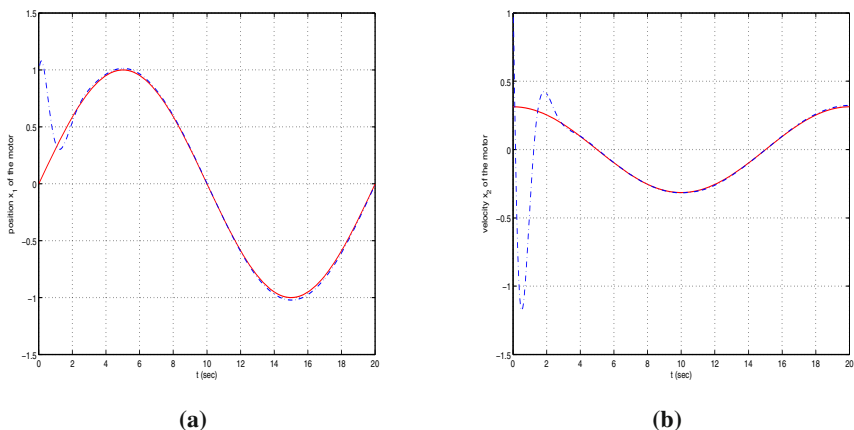 1.5
1
0.5
0
−0.5
−1
−1.5
position x₁ of the motor
0 2 4 6 8 10 12 14 16 18 20
t (sec)
(a)
1
0.5
0
−0.5
−1
−1.5
velocity x₂ of the motor
0 2 4 6 8 10 12 14 16 18 20
t (sec)
(b)